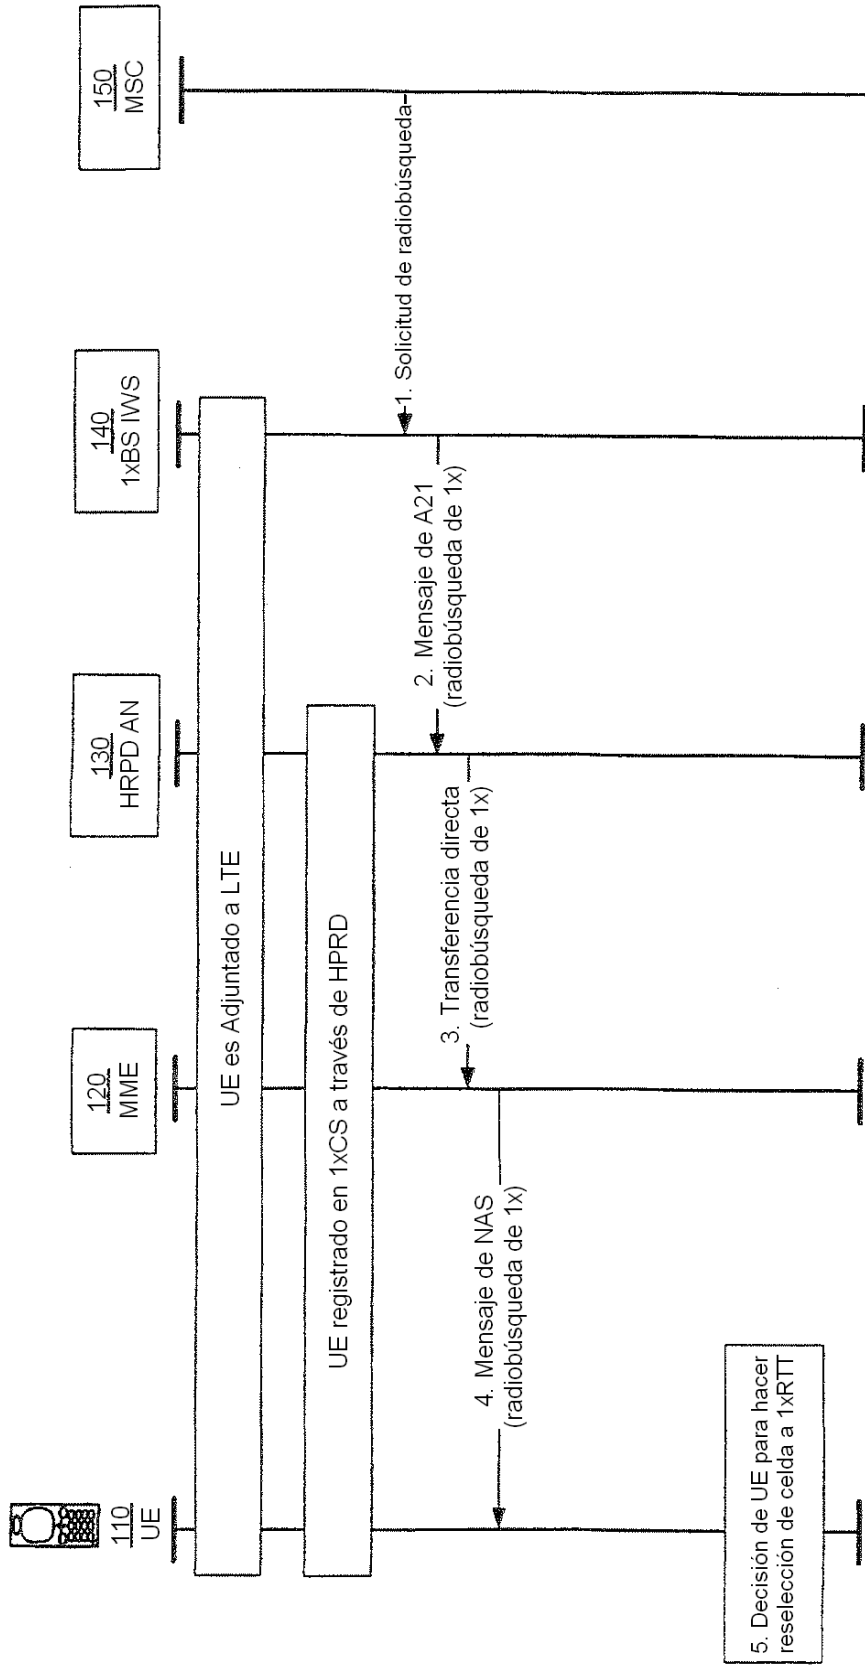 110
UE
120
MME
130
HRPD AN
140
1xBS IWS
150
MSC
UE es Adjuntado a LTE
UE registrado en 1xCS a través de HPRD
1. Solicitud de radiobúsqueda
2. Mensaje de A21
(radiobúsqueda de 1x)
3. Transferencia directa
(radiobúsqueda de 1x)
4. Mensaje de NAS
(radiobúsqueda de 1x)
5. Decisión de UE para hacer
reselección de celda a 1xRTT